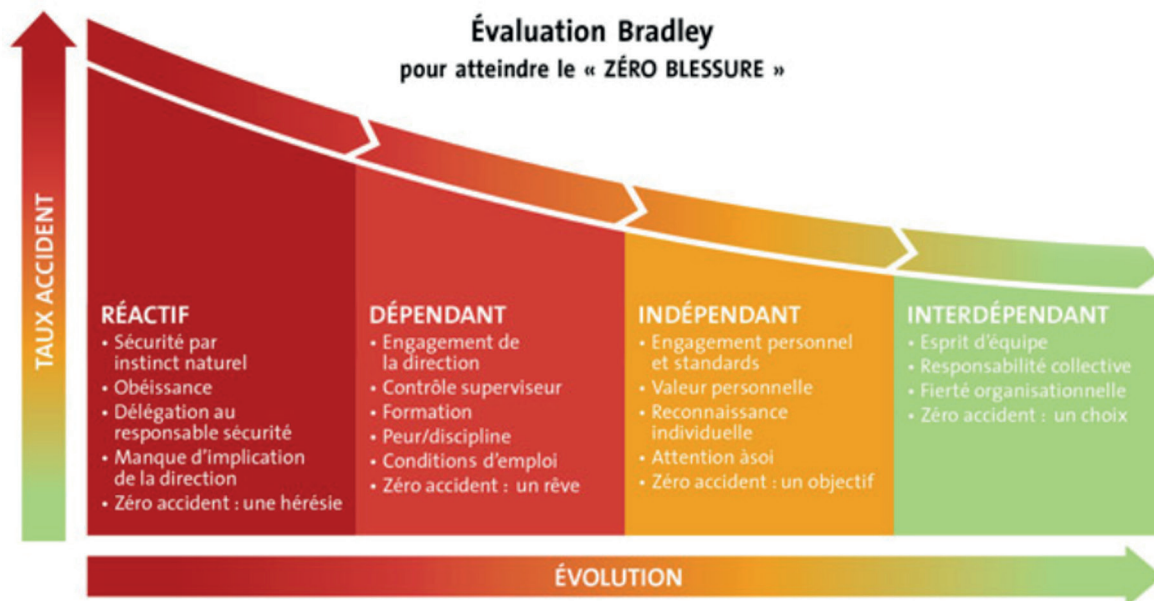 Évaluation Bradley
pour atteindre le « ZÉRO BLESSURE »
TAUX ACCIDENT
RÉACTIF
• Sécurité par
instinct naturel
• Obéissance
• Délégation au
responsable sécurité
• Manque d'implication
de la direction
• Zéro accident : une hérésie
DÉPENDANT
• Engagement de
la direction
• Contrôle superviseur
• Formation
• Peur/discipline
• Conditions d'emploi
• Zéro accident : un rêve
INDÉPENDANT
• Engagement personnel
et standards
• Valeur personnelle
• Reconnaissance
individuelle
• Attention àsoi
• Zéro accident : un objectif
INTERDÉPENDANT
• Esprit d'équipe
• Responsabilité collective
• Fierté organisationnelle
• Zéro accident : un choix
ÉVOLUTION